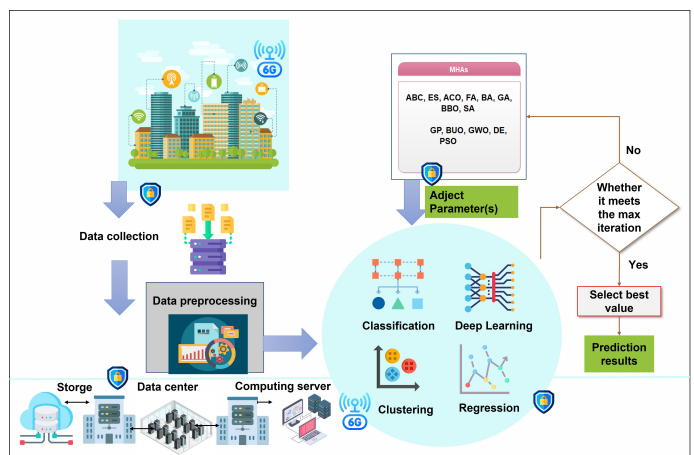 6G
Data collection
Data preprocessing
MHAs
ABC, ES, ACO, FA, BA, GA,
BBO, SA
GP, BUO, GWO, DE,
PSO
Adject
Parameter(s)
No
Whether
it meets
the max
iteration
Yes
Select best
value
Prediction
results
Classification
Deep Learning
Clustering
Regression
Storge
Data center
Computing server
6G